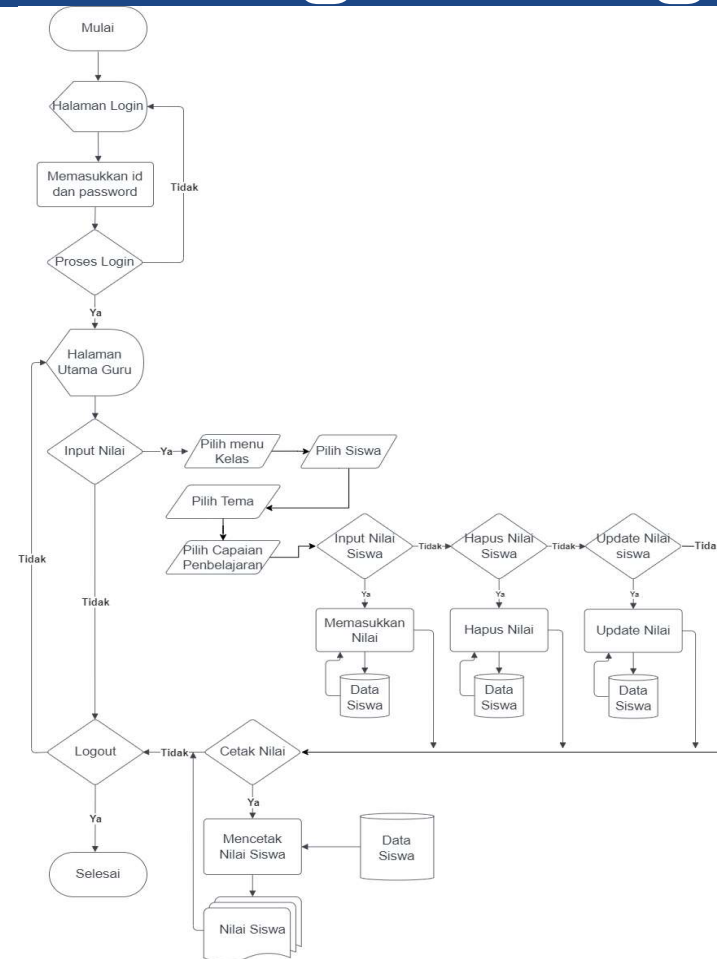 Mulai
Halaman Login
Memasukkan id
dan password
Tidak
Proses Login
Ya
Halaman
Utama Guru
Input Nilai
Ya
Pilih menu
Kelas
Pilih Siswa
Pilih Tema
Pilih Capaian
Penbelajaran
Input Nilai
Siswa
Tidak
Hapus Nilai
Siswa
Tidak
Update Nilai
siswa
Tida
Tidak
Tidak
Ya
Ya
Ya
Memasukkan
Nilai
Hapus Nilai
Update Nilai
Data
Siswa
Data
Siswa
Data
Siswa
Logout
Tidak
Cetak Nilai
Ya
Ya
Mencetak
Nilai Siswa
Data
Siswa
Selesai
Nilai Siswa